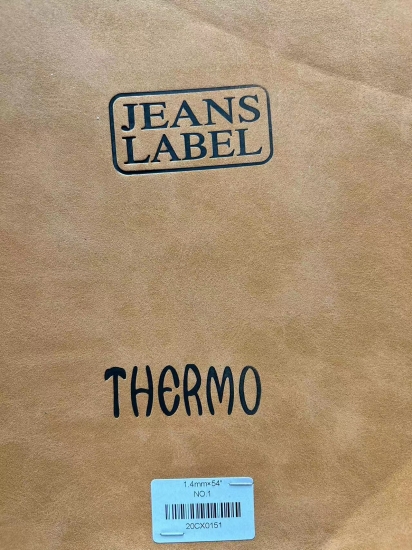 JEANS
LABEL
THERMO
1.4mm×54"
NO.1
20CX0151